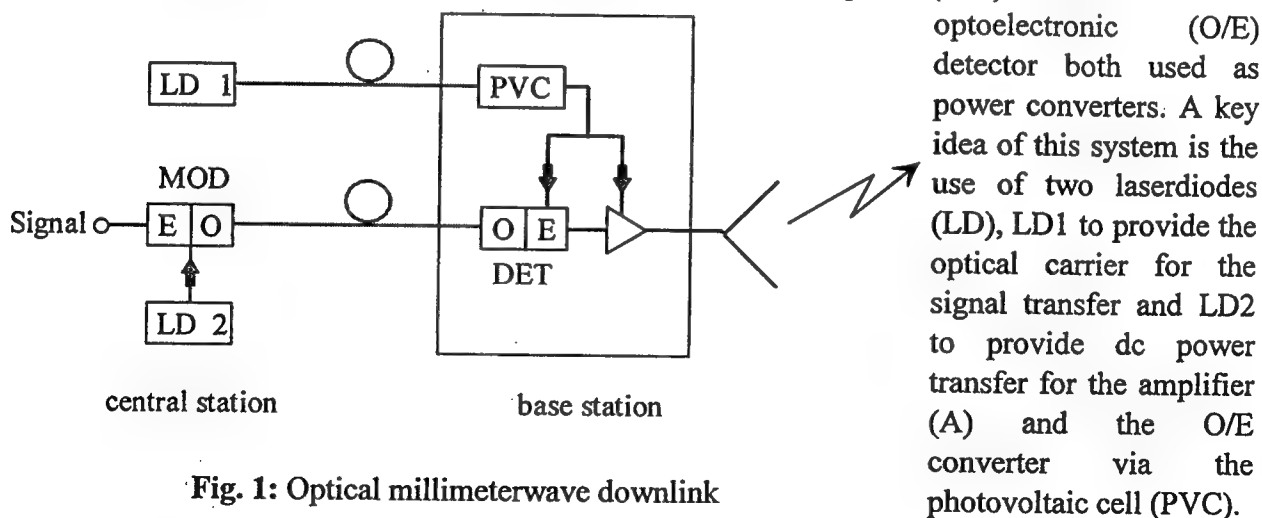 LD 1
PVC
MOD
Signal
E O
O E
DET
LD 2
central station
base station
Fig. 1: Optical millimeterwave downlink
optoelectronic (O/E)
detector both used as
power converters. A key
idea of this system is the
use of two laserdiodes
(LD), LD1 to provide the
optical carrier for the
signal transfer and LD2
to provide dc power
transfer for the amplifier
(A) and the O/E
converter via the
photovoltaic cell (PVC).